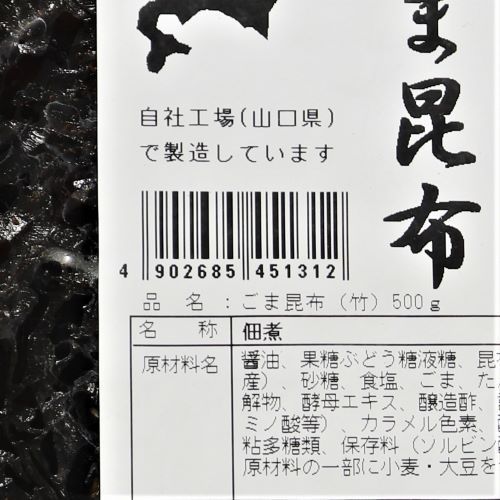 ま昆布
自社工場(山口県)
で製造しています
4 902685 451312
品 名:ごま昆布(竹)500g
名 称 佃煮
原材料名 醤油、果糖ぶどう糖液糖、昆
産)、砂糖、食塩、ごま、た
解物、酵母エキス、醸造酢、
ミノ酸等)、カラメル色素、
粘多糖類、保存料(ソルビン
原材料の一部に小麦・大豆を